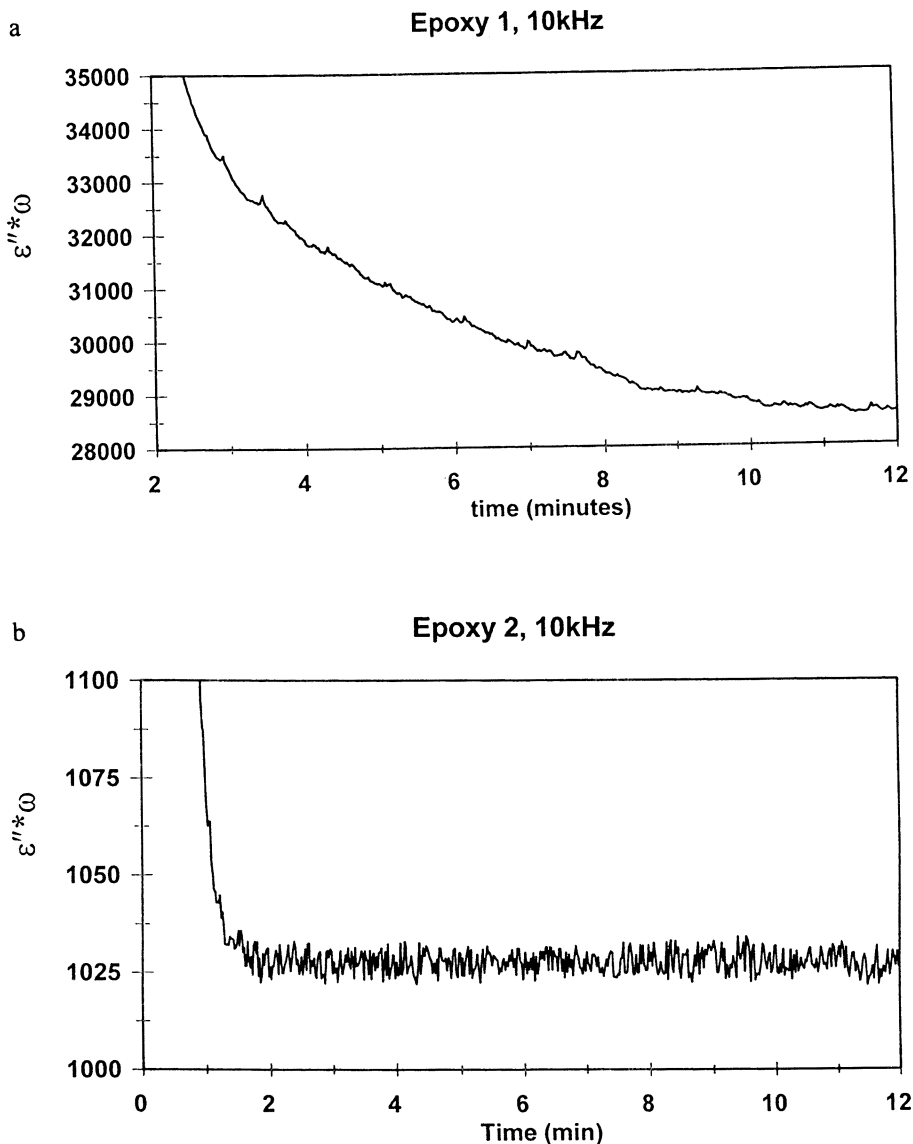 a
Epoxy 1, 10kHz
35000
34000
33000
32000
31000
30000
29000
28000
ε"*ω
2 4 6 8 10 12
time (minutes)
b
Epoxy 2, 10kHz
1100
1075
1050
1025
1000
ε"*ω
0 2 4 6 8 10 12
Time (min)